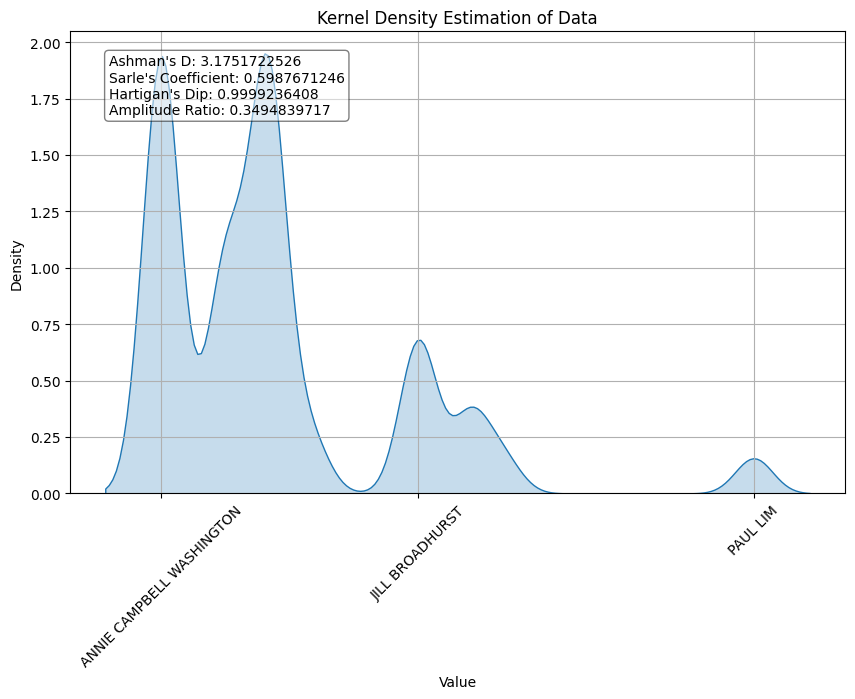 Kernel Density Estimation of Data
Ashman's D: 3.1751722526
Sarle's Coefficient: 0.5987671246
Hartigan's Dip: 0.9999236408
Amplitude Ratio: 0.3494839717
2.00
1.75
1.50
1.25
1.00
0.75
0.50
0.25
0.00
Density
ANNIE CAMPBELL WASHINGTON
JILL BROADHURST
PAUL LIM
Value